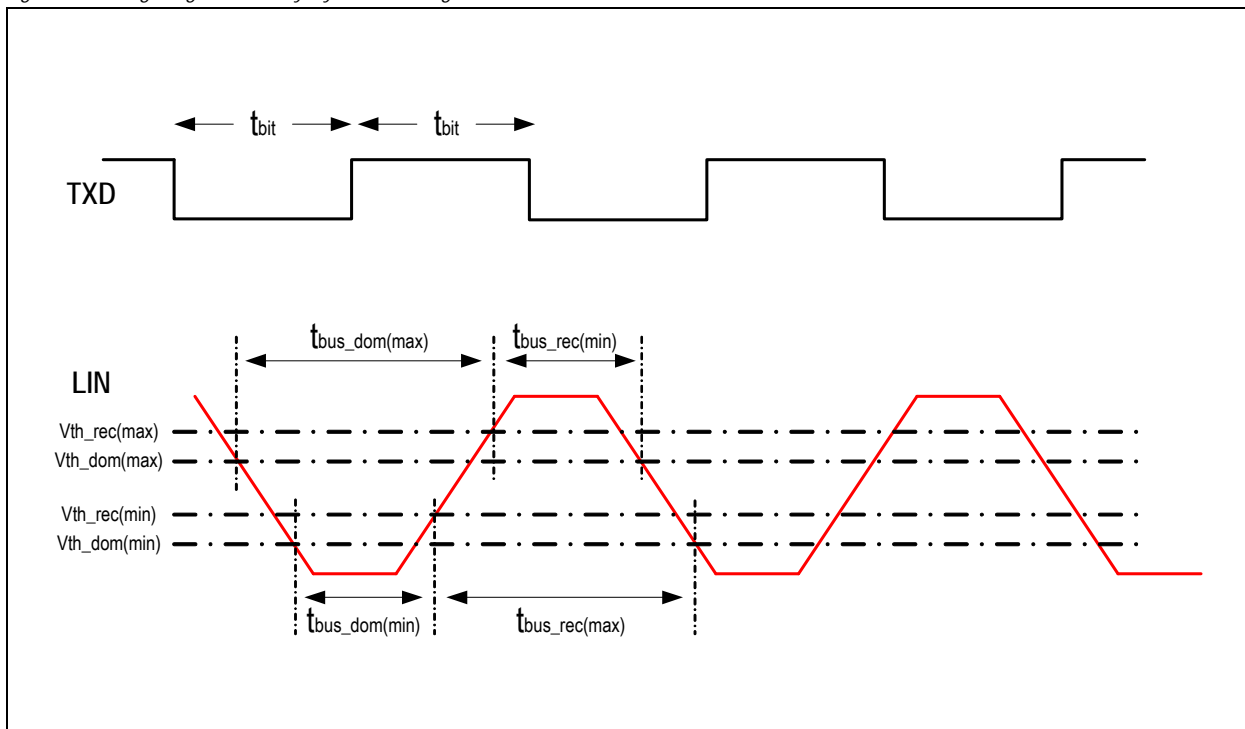 tbit tbit
TXD
tbus_dom(max) tbus_rec(min)
LIN
Vth_rec(max)
Vth_dom(max)
Vth_rec(min)
Vth_dom(min)
tbus_dom(min) tbus_rec(max)